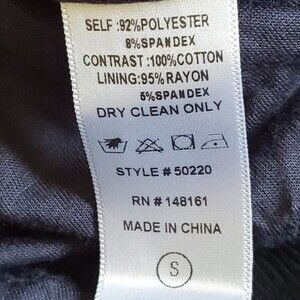 SELF :92%POLYESTER
8%SPANDEX
CONTRAST :100%COTTON
LINING:95%RAYON
5%SPANDEX
DRY CLEAN ONLY
STYLE # 50220
RN # 148161
MADE IN CHINA
S